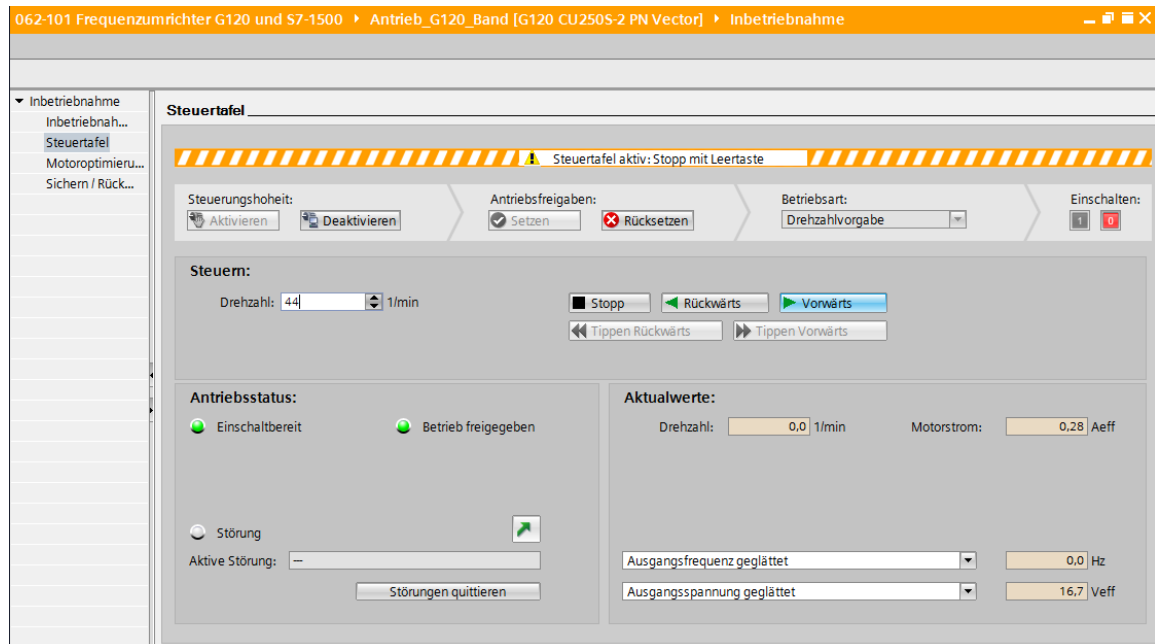 062-101 Frequenzumrichter G120 und S7-1500 ▸ Antrieb_G120_Band [G120 CU250S-2 PN Vector] ▸ Inbetriebnahme
Inbetriebnahme
Inbetriebnah...
Steuertafel
Motoroptimieru...
Sichern / Rück...
Steuertafel
Steuertafel aktiv: Stopp mit Leertaste
Steuerungshoheit:
Aktivieren
Deaktivieren
Antriebsfreigaben:
Setzen
Rücksetzen
Betriebsart:
Drehzahlvorgabe
Einschalten:
1
0
Steuern:
Drehzahl: 44 1/min
Stopp
Rückwärts
Vorwärts
Tippen Rückwärts
Tippen Vorwärts
Antriebsstatus:
Einschaltbereit
Betrieb freigegeben
Störung
Aktive Störung: ---
Störungen quittieren
Aktualwerte:
Drehzahl: 0,0 1/min
Motorstrom: 0,28 Aeff
Ausgangsfrequenz geglättet 0,0 Hz
Ausgangsspannung geglättet 16,7 Veff